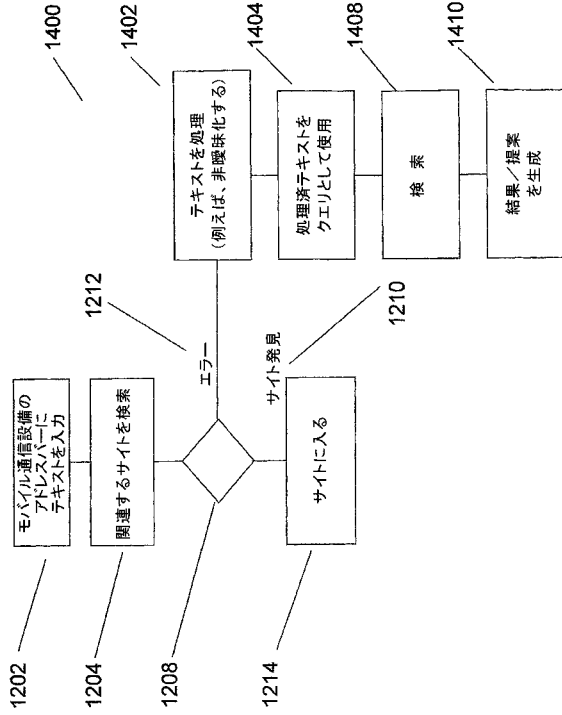 1400
モバイル通信設備の
アドレスバーに
テキストを入力
1202
関連するサイトを検索
1204
1208
エラー
1212
サイト発見
1210
サイトに入る
1214
テキストを処理
(例えば、非曖昧化する)
1402
処理済テキストを
クエリとして使用
1404
検 索
1408
結果/提案
を生成
1410